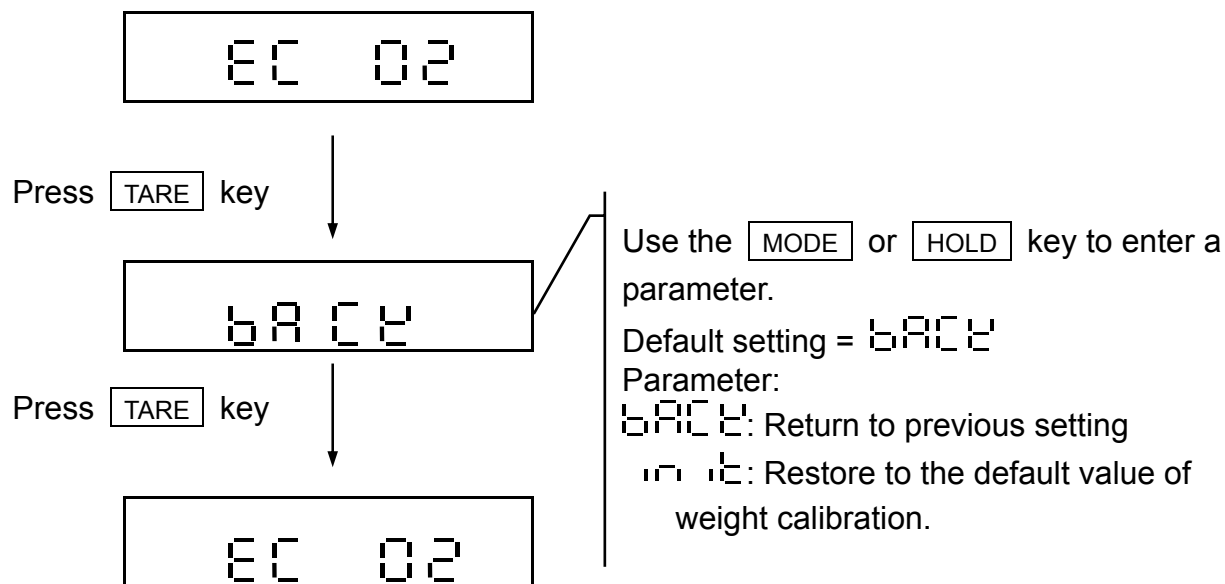 EC 02
Press TARE key
bACK
Press TARE key
EC 02
Use the MODE or HOLD key to enter a
parameter.
Default setting = bACK
Parameter:
bACK: Return to previous setting
init: Restore to the default value of
weight calibration.